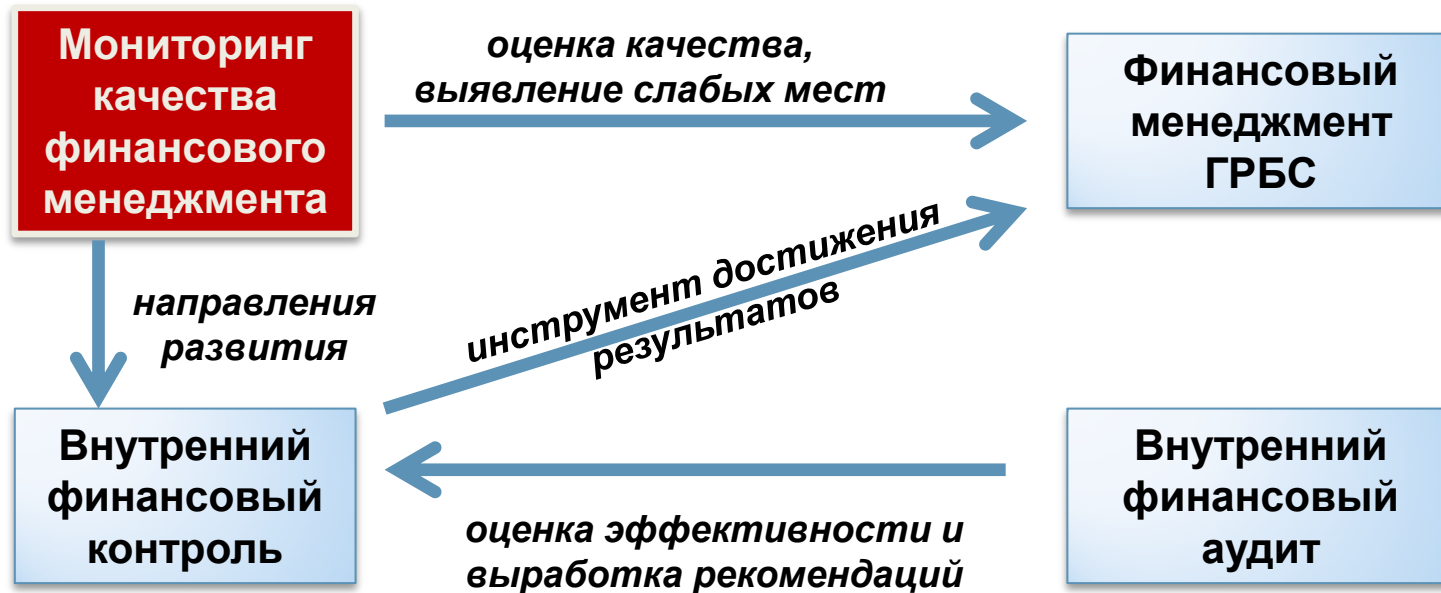 Мониторинг
качества
финансового
менеджмента
оценка качества,
выявление слабых мест
Финансовый
менеджмент
ГРБС
направления
развития
инструмент достижения
результатов
Внутренний
финансовый
контроль
оценка эффективности и
выработка рекомендаций
Внутренний
финансовый
аудит